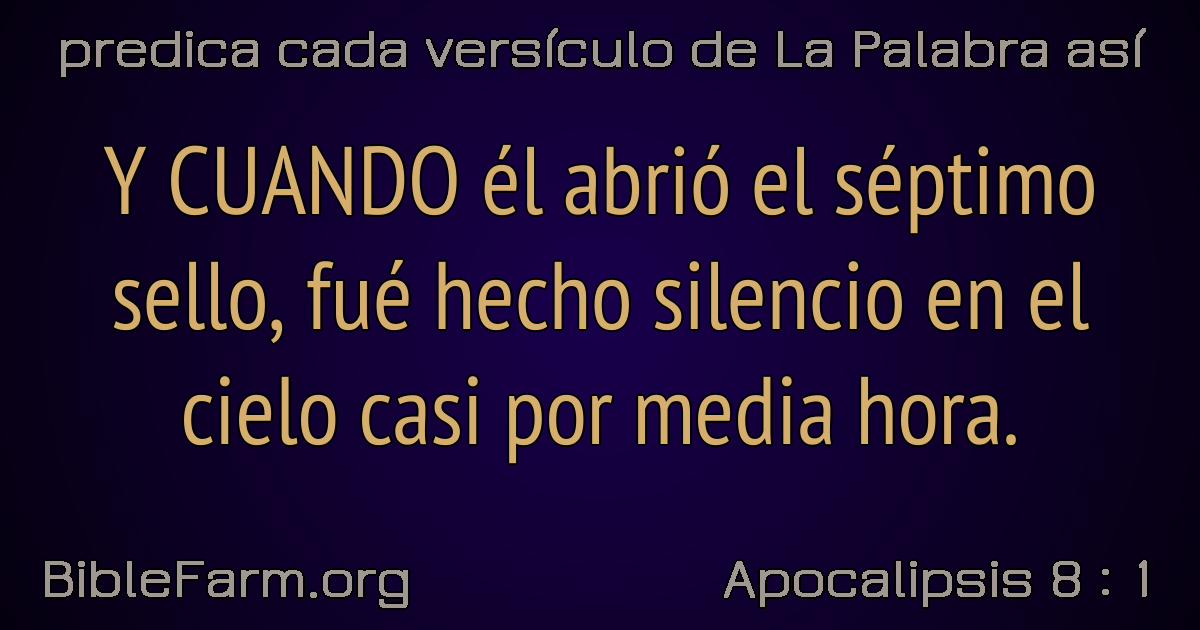 predica cada versículo de La Palabra así
Y CUANDO él abrió el séptimo
sello, fué hecho silencio en el
cielo casi por media hora.
BibleFarm.org
Apocalipsis 8 : 1